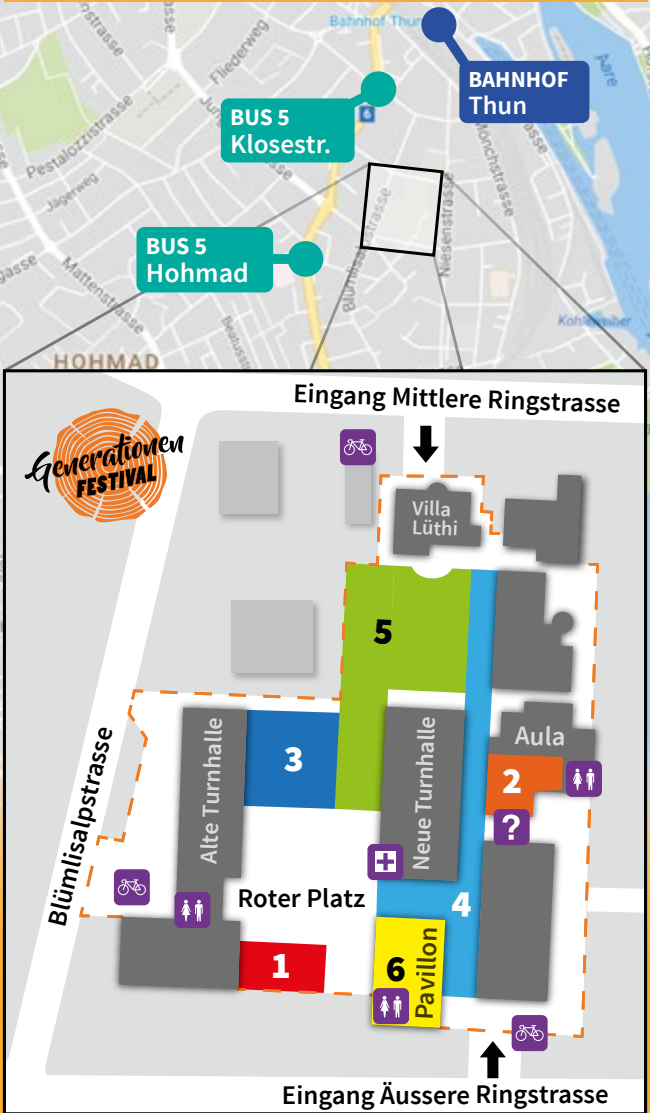 Bahnhof Thun
Fliederweg
BAHNHOF
Thun
Aare
BUS 5
Klosestr.
Pestalozzistrasse
Mönchstrasse
Jägerweg
Blümlisalpstrasse
Niesenstrasse
BUS 5
Hohmad
Mattenstrasse
Kohleweiher
HOHMAD
Eingang Mittlere Ringstrasse
Generationen
FESTIVAL
Villa
Lüthi
5
Alte Turnhalle
3
Neue Turnhalle
Aula
2
?
Blümlisalpstrasse
Roter Platz
4
1
6
Pavillon
Eingang Äussere Ringstrasse